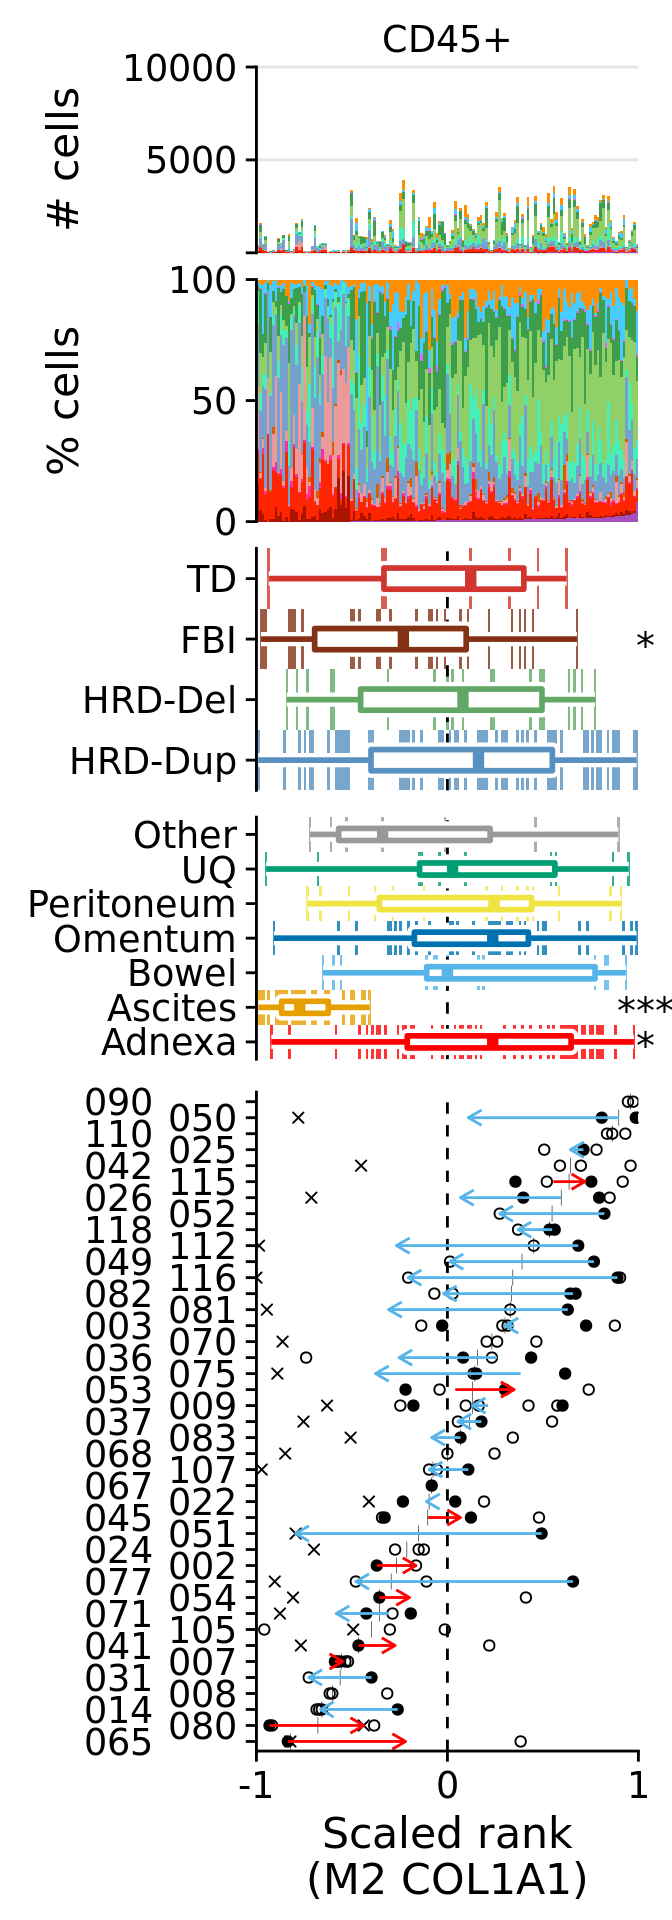 CD45+
10000
5000
# cells
100
50
0
% cells
TD
FBI
*
HRD-Del
HRD-Dup
Other
UQ
Peritoneum
Omentum
Bowel
Ascites
***
Adnexa
*
090
050
110
025
042
115
026
052
118
112
049
116
082
081
003
070
036
075
053
009
037
083
068
107
067
022
045
051
024
002
077
054
071
105
041
007
031
008
014
080
065
-1 0 1
Scaled rank
(M2 COL1A1)